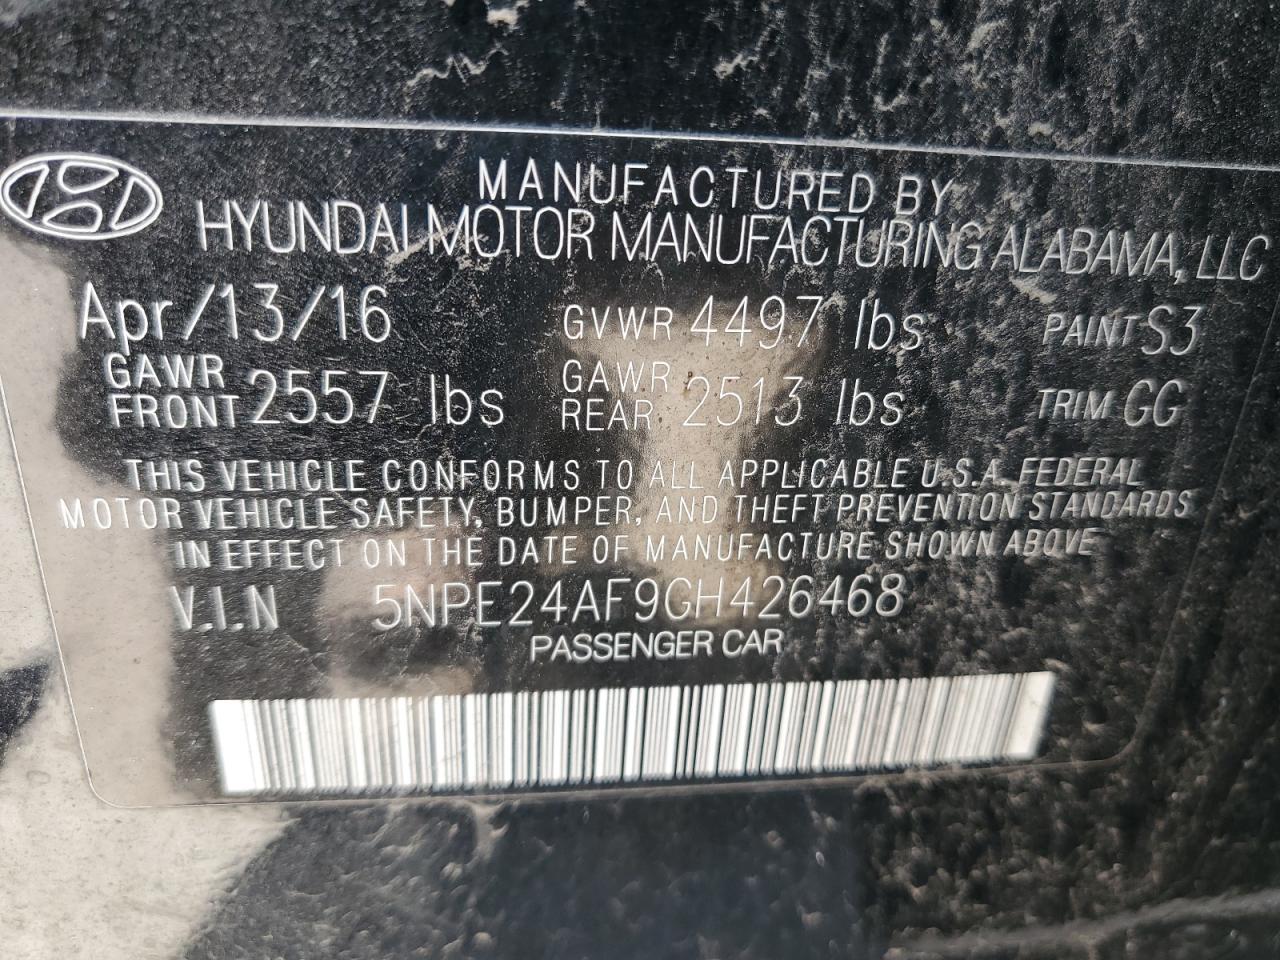 MANUFACTURED BY
HYUNDAI MOTOR MANUFACTURING ALABAMA, LLC
Apr/13/16 GVWR 4497 lbs PAINT S3
GAWR FRONT 2557 lbs GAWR REAR 2513 lbs TRIM GG
THIS VEHICLE CONFORMS TO ALL APPLICABLE U.S.A. FEDERAL
MOTOR VEHICLE SAFETY, BUMPER, AND THEFT PREVENTION STANDARDS
IN EFFECT ON THE DATE OF MANUFACTURE SHOWN ABOVE
V.I.N 5NPE24AF9GH426468
PASSENGER CAR